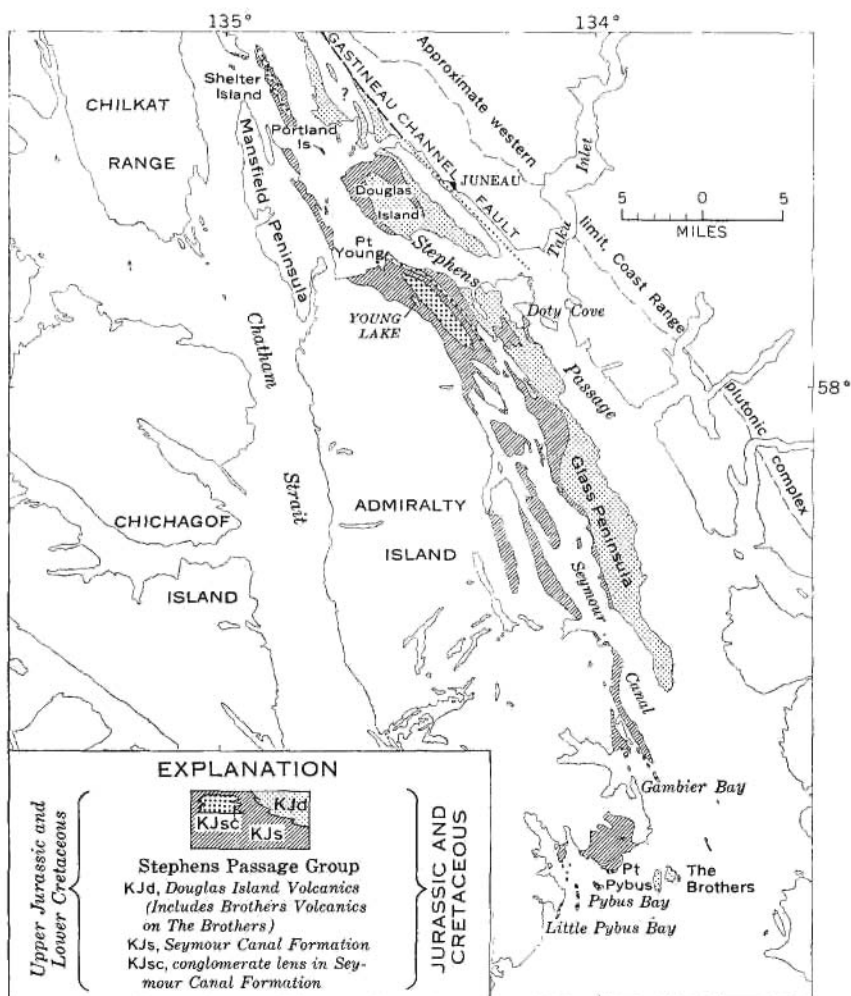 135°
134°
Shelter
Island
CHILKAT
RANGE
Mansfield Peninsula
Portland
Is
?
GASTINEAU CHANNEL FAULT
Approximate western
limit, Coast Range
plutonic
complex
Inlet
Taku
JUNEAU
Douglas
Island
5 0 5
MILES
Pt
Young
Stephens
Passage
YOUNG
LAKE
Doty Cove
58°
Chatham
Strait
Glass Peninsula
ADMIRALTY
ISLAND
CHICHAGOF
ISLAND
Seymour
Canal
Gambier Bay
Pt
Pybus
The
Brothers
Pybus Bay
Little Pybus Bay
EXPLANATION
KJd
KJsc
KJs
Upper Jurassic and
Lower Cretaceous
Stephens Passage Group
KJd, Douglas Island Volcanics
(Includes Brothers Volcanics
on The Brothers)
KJs, Seymour Canal Formation
KJsc, conglomerate lens in Sey-
mour Canal Formation
JURASSIC AND
CRETACEOUS